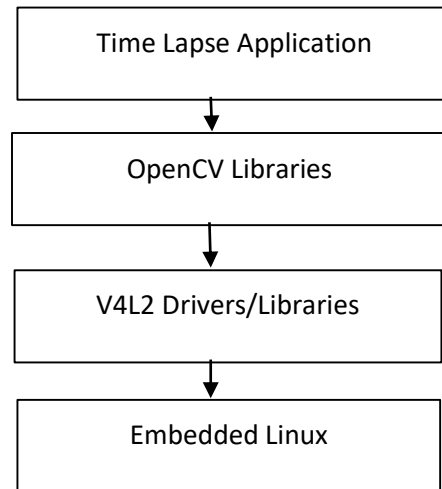 Time Lapse Application
OpenCV Libraries
V4L2 Drivers/Libraries
Embedded Linux